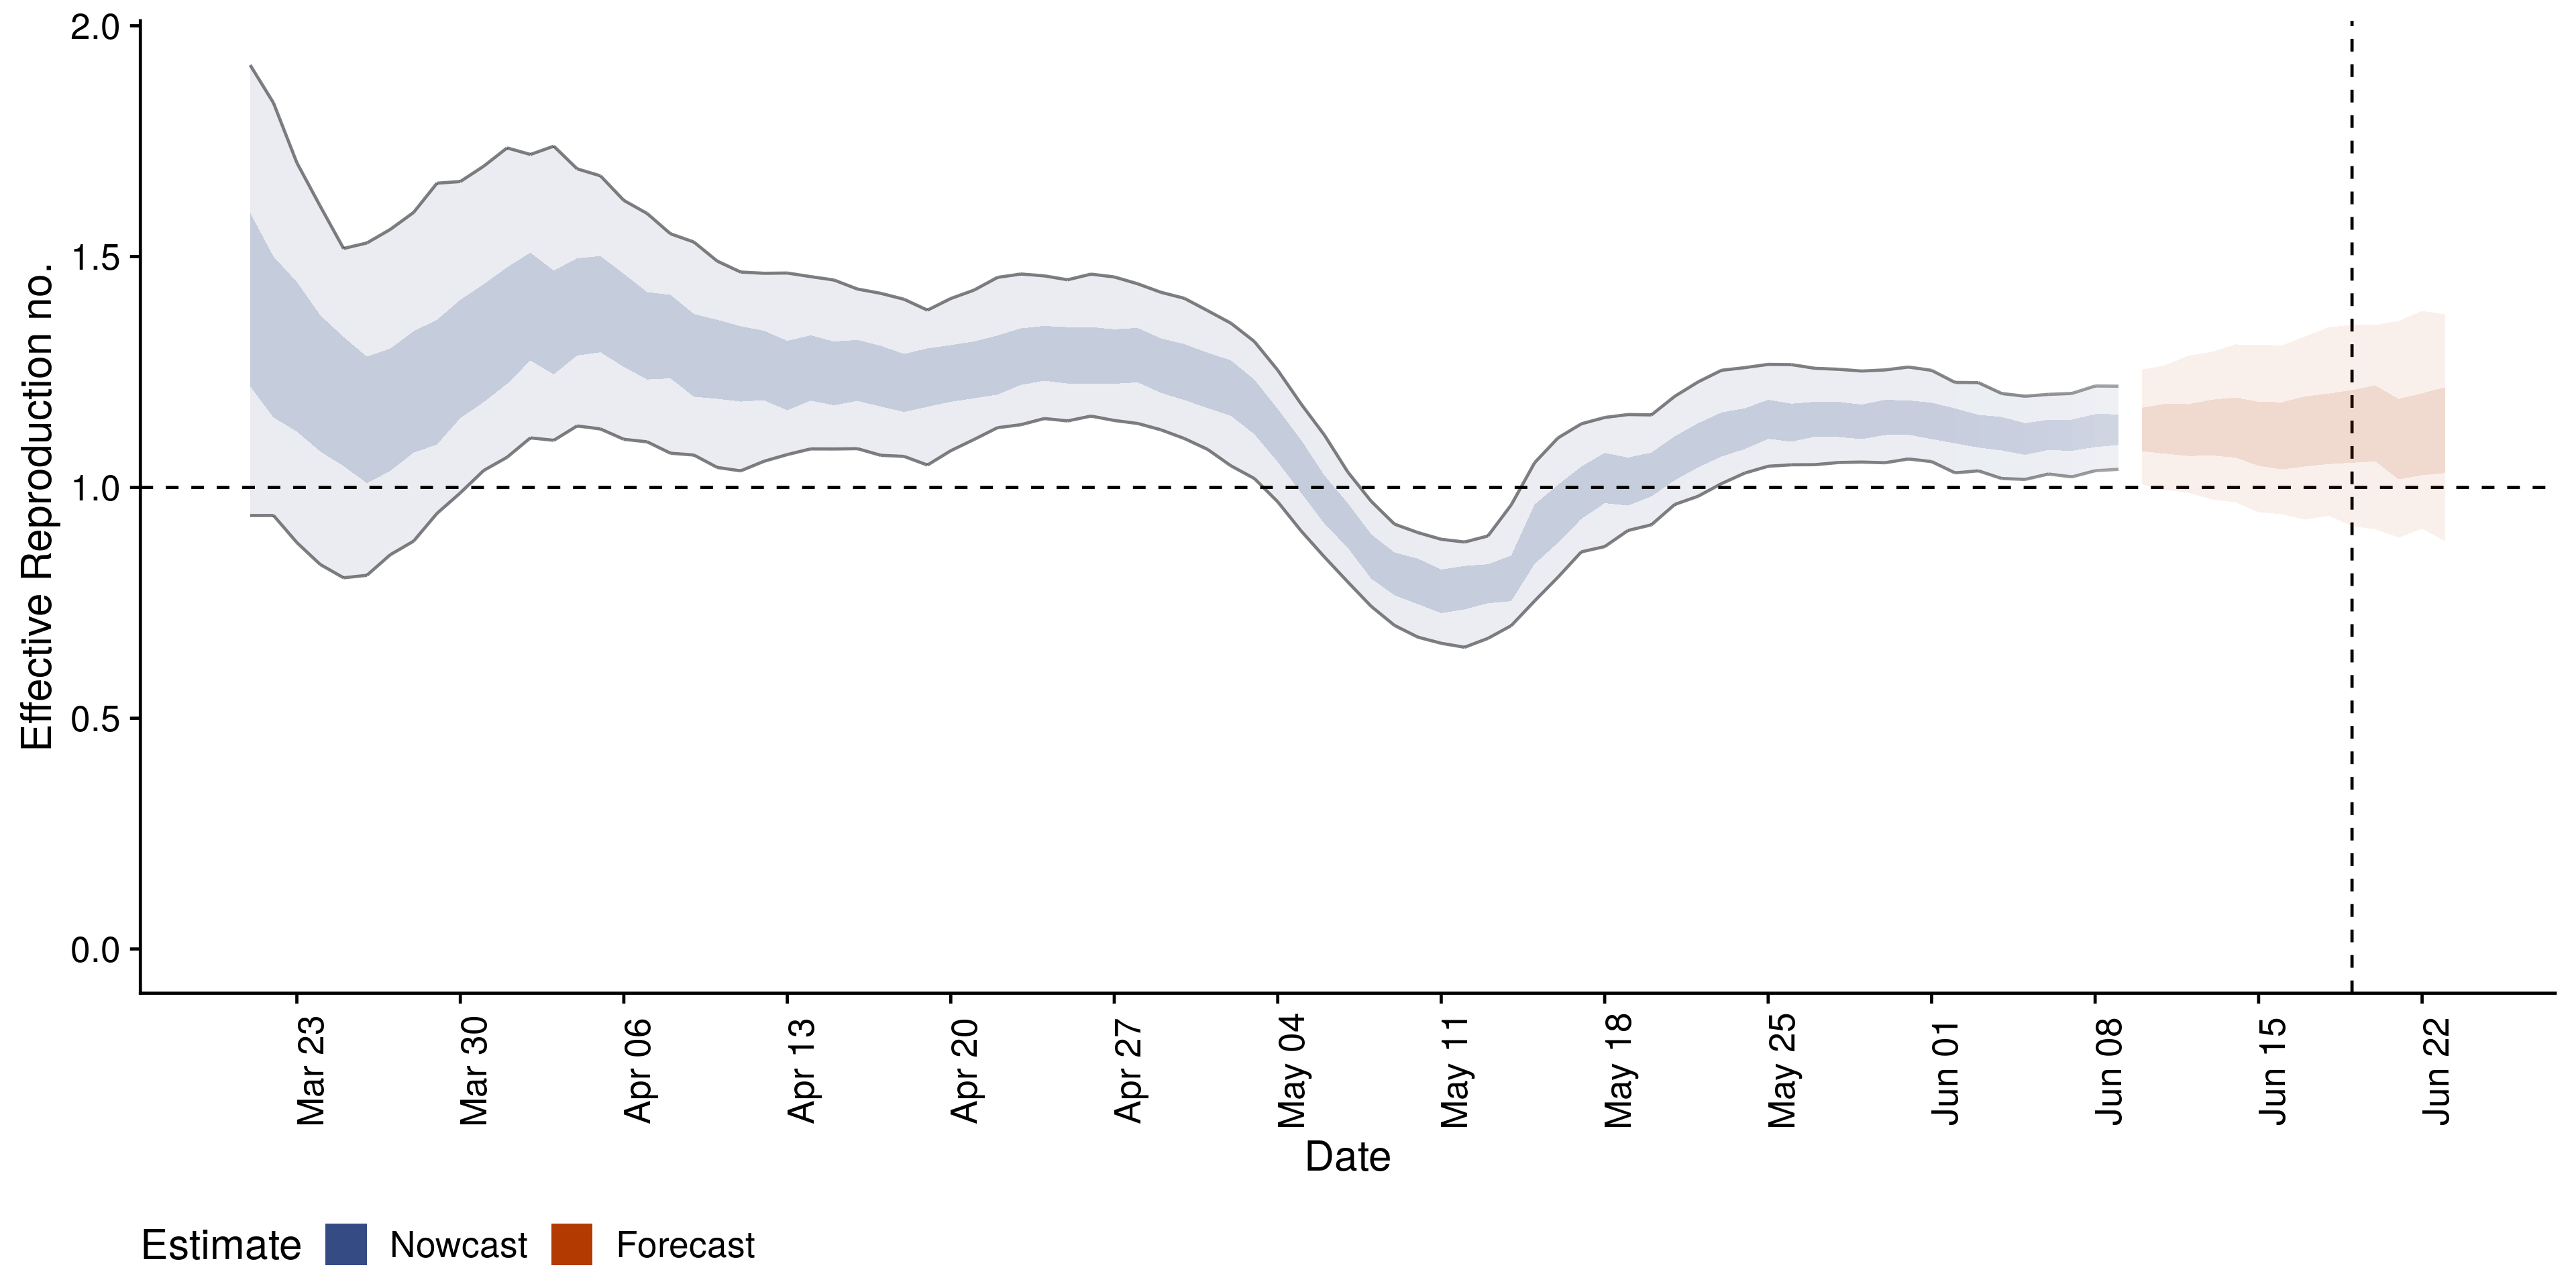 Effective Reproduction no.
2.0
1.5
1.0
0.5
0.0
Mar 23
Mar 30
Apr 06
Apr 13
Apr 20
Apr 27
May 04
May 11
May 18
May 25
Jun 01
Jun 08
Jun 15
Jun 22
Date
Estimate Nowcast Forecast